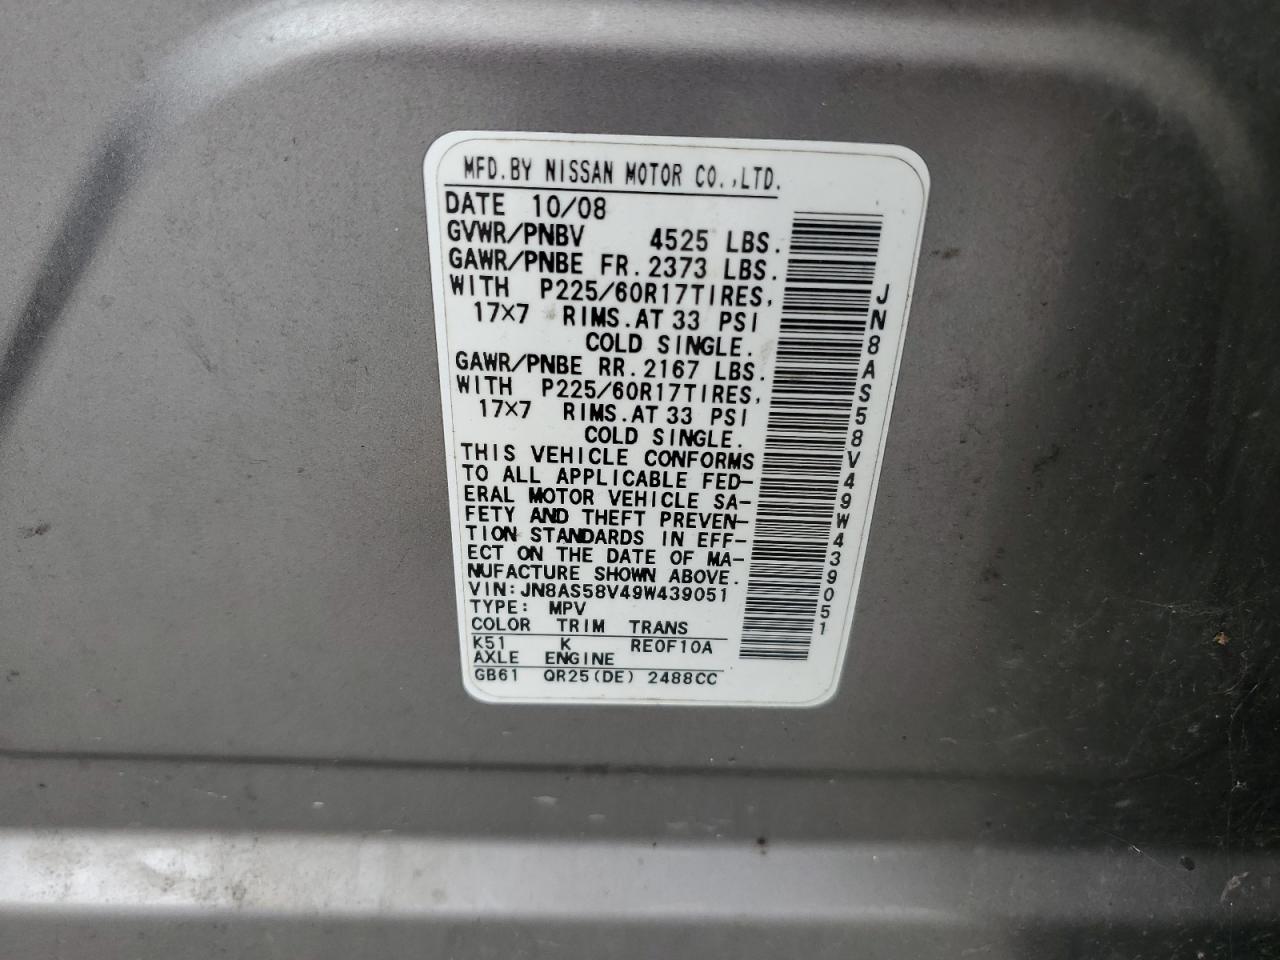 MFD.BY NISSAN MOTOR CO.,LTD.
DATE 10/08
GVWR/PNBV 4525 LBS.
GAWR/PNBE FR.2373 LBS.
WITH P225/60R17TIRES,
17×7 RIMS.AT 33 PSI
COLD SINGLE.
GAWR/PNBE RR.2167 LBS.
WITH P225/60R17TIRES,
17×7 RIMS.AT 33 PSI
COLD SINGLE.
THIS VEHICLE CONFORMS
TO ALL APPLICABLE FED-
ERAL MOTOR VEHICLE SA-
FETY AND THEFT PREVEN-
TION STANDARDS IN EFF-
ECT ON THE DATE OF MA-
NUFACTURE SHOWN ABOVE.
VIN:JN8AS58V49W439051
TYPE: MPV
COLOR TRIM TRANS
K51 K RE0F10A
AXLE ENGINE
GB61 QR25(DE) 2488CC
JN8AS58V49W439051